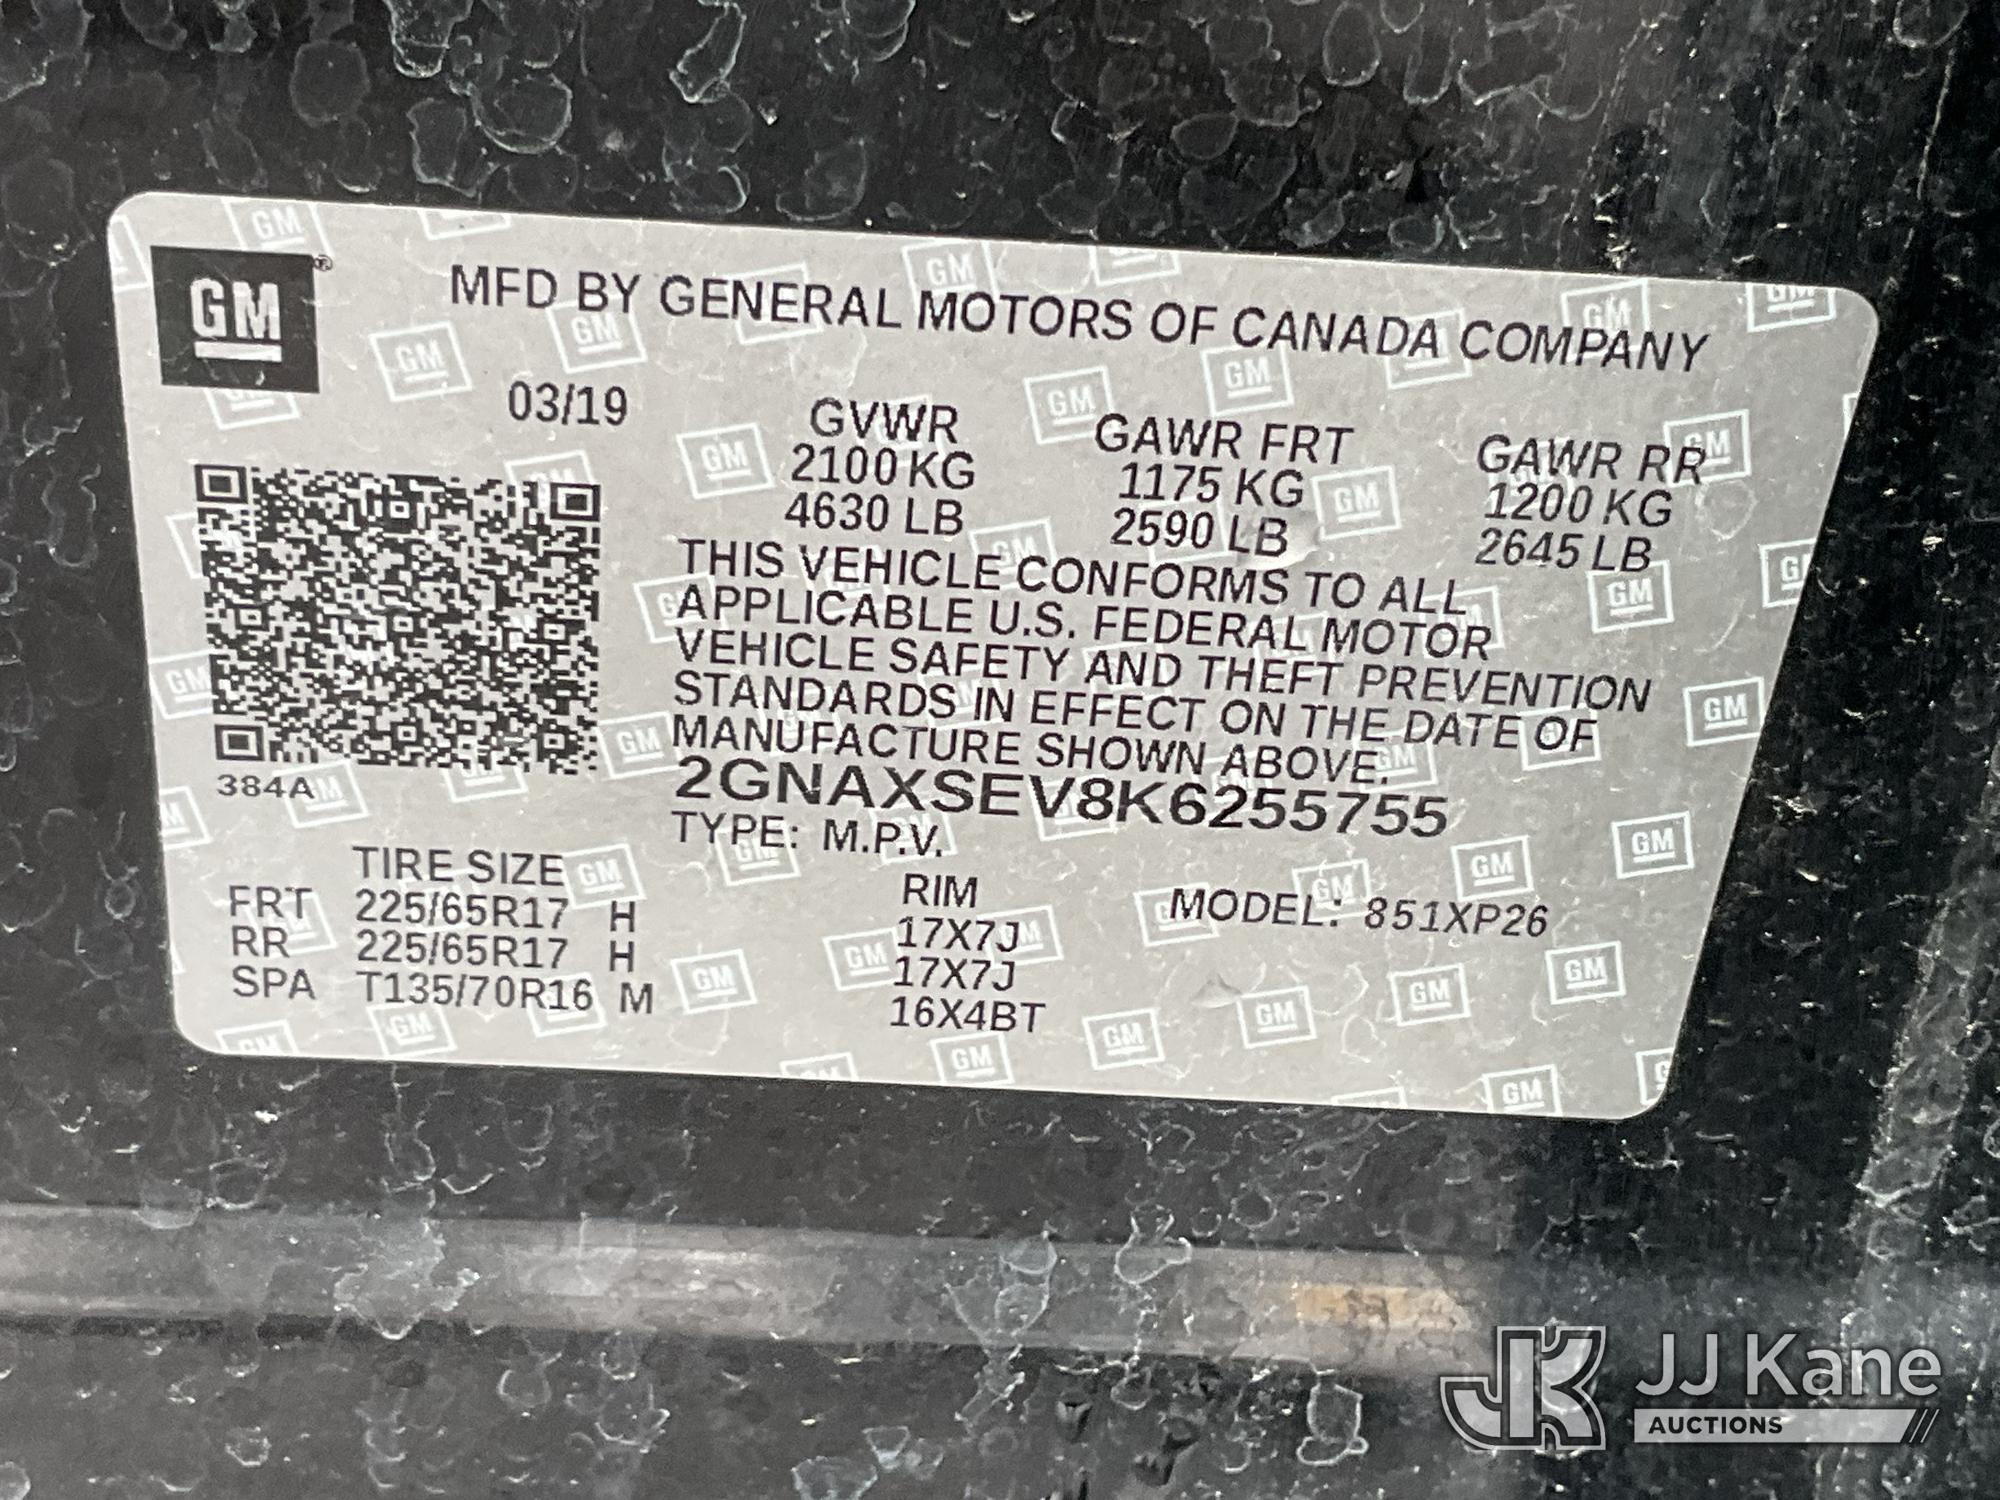 GM
MFD BY GENERAL MOTORS OF CANADA COMPANY
03/19
GVWR GAWR FRT GAWR RR
2100 KG 1175 KG 1200 KG
4630 LB 2590 LB 2645 LB
THIS VEHICLE CONFORMS TO ALL
APPLICABLE U.S. FEDERAL MOTOR
VEHICLE SAFETY AND THEFT PREVENTION
STANDARDS IN EFFECT ON THE DATE OF
MANUFACTURE SHOWN ABOVE.
384A
2GNAXSEV8K6255755
TYPE: M.P.V.
TIRE SIZE RIM MODEL: 851XP26
FRT 225/65R17 H 17X7J
RR 225/65R17 H 17X7J
SPA T135/70R16 M 16X4BT
JK JJ Kane
AUCTIONS